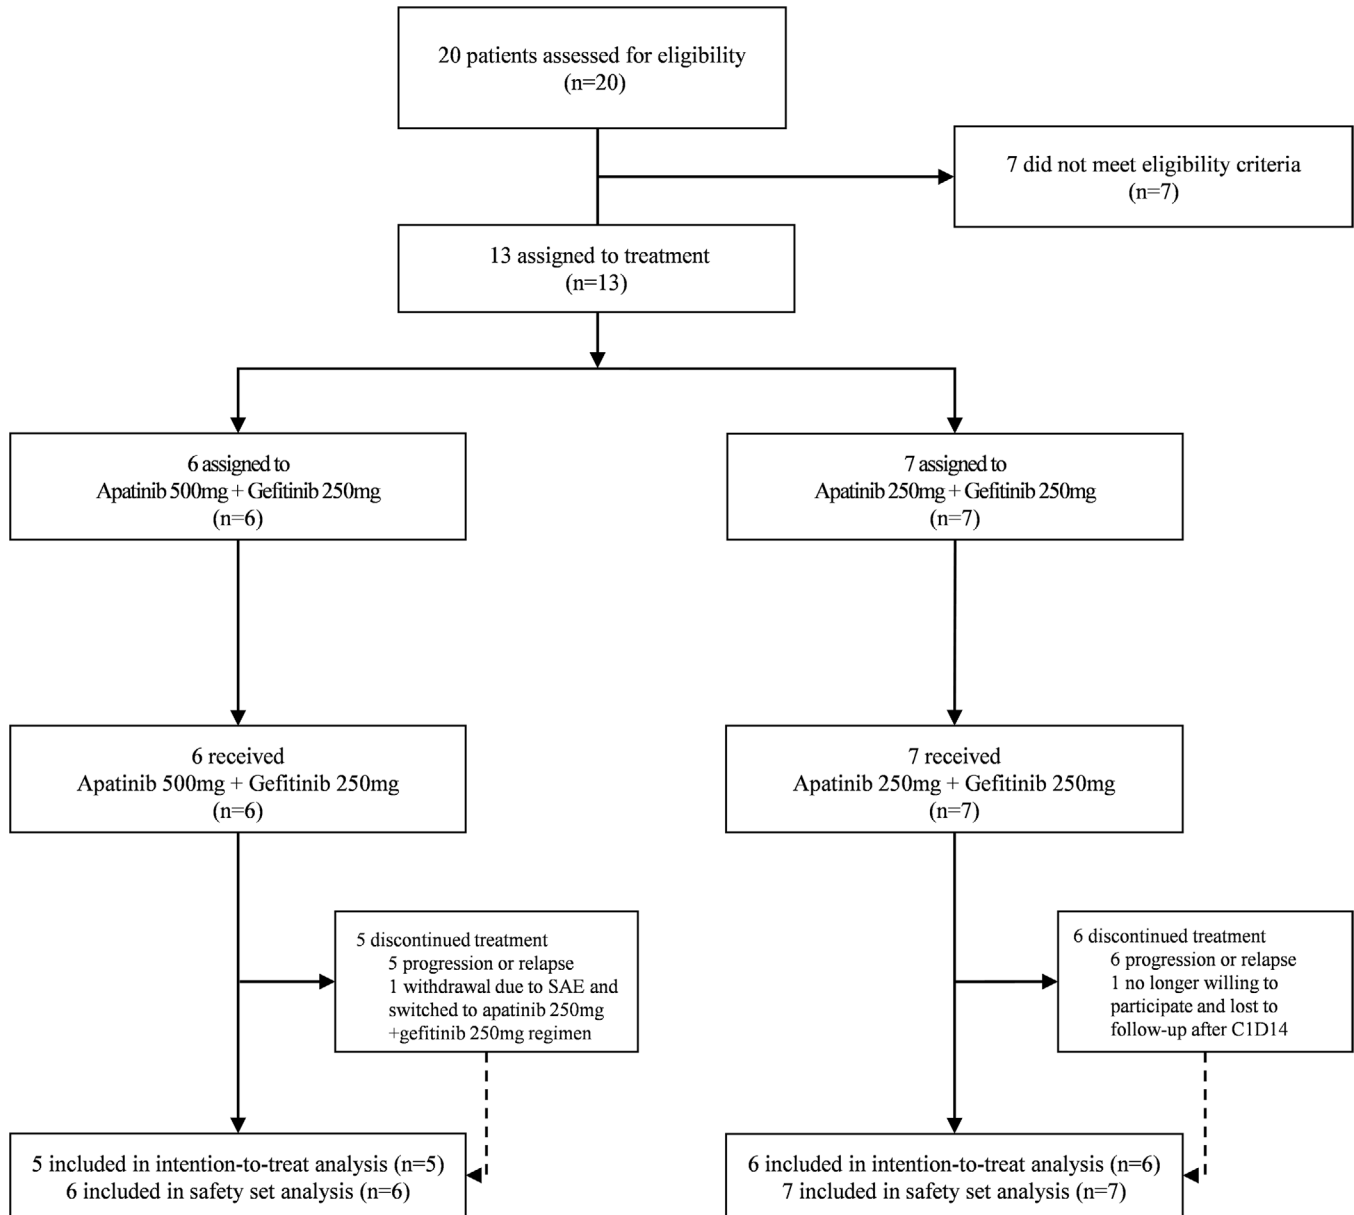 20 patients assessed for eligibility
(n=20)
7 did not meet eligibility criteria
(n=7)
13 assigned to treatment
(n=13)
6 assigned to
Apatinib 500mg + Gefitinib 250mg
(n=6)
7 assigned to
Apatinib 250mg + Gefitinib 250mg
(n=7)
6 received
Apatinib 500mg + Gefitinib 250mg
(n=6)
7 received
Apatinib 250mg + Gefitinib 250mg
(n=7)
5 discontinued treatment
5 progression or relapse
1 withdrawal due to SAE and
switched to apatinib 250mg
+gefitinib 250mg regimen
6 discontinued treatment
6 progression or relapse
1 no longer willing to
participate and lost to
follow-up after C1D14
5 included in intention-to-treat analysis (n=5)
6 included in safety set analysis (n=6)
6 included in intention-to-treat analysis (n=6)
7 included in safety set analysis (n=7)